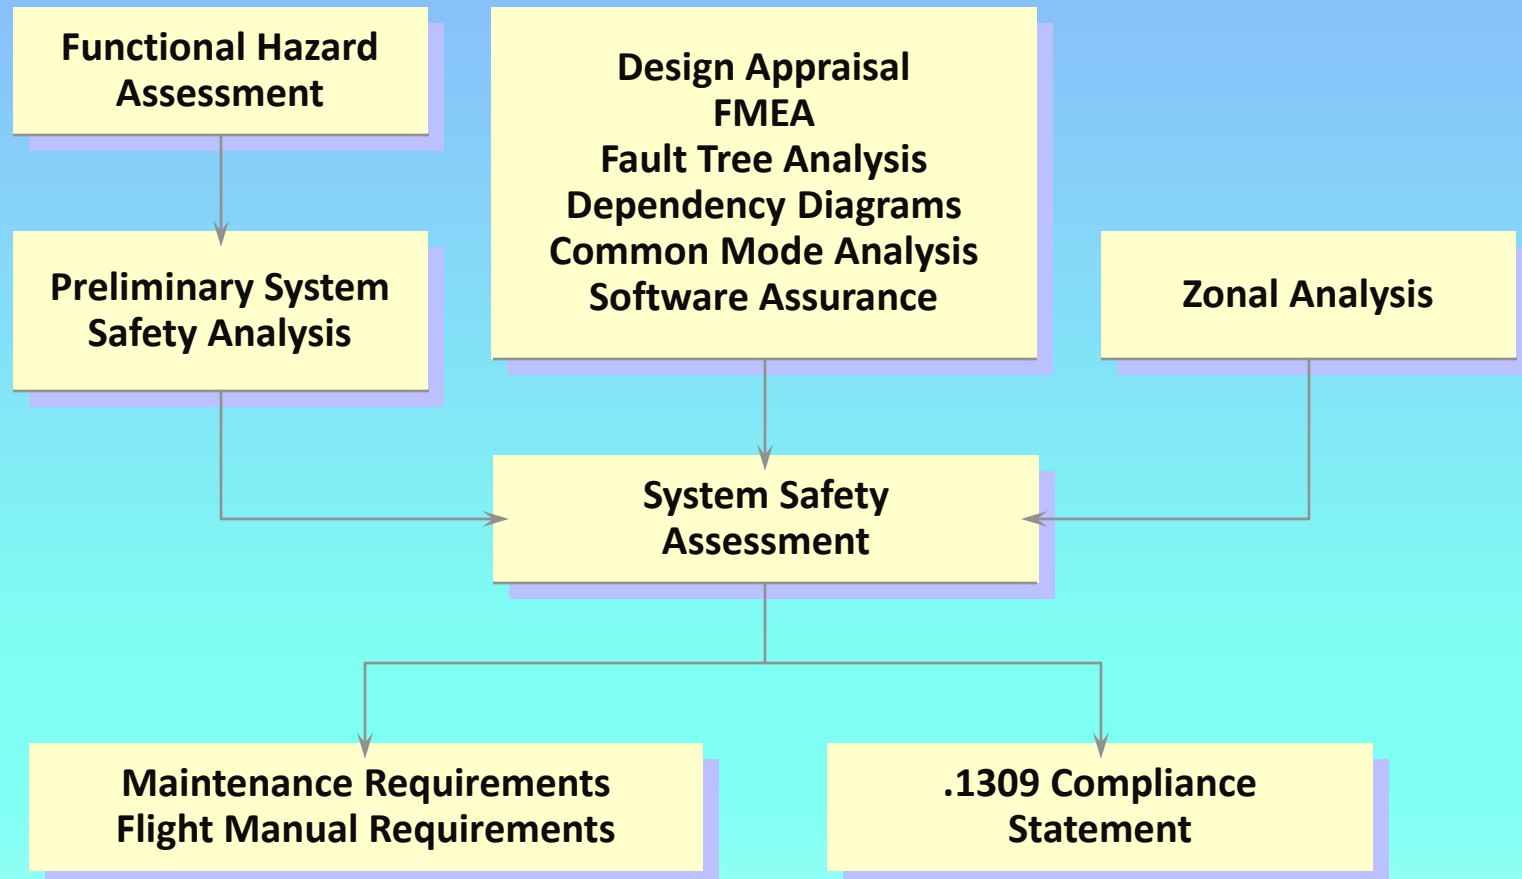 Functional Hazard
Assessment
Design Appraisal
FMEA
Fault Tree Analysis
Dependency Diagrams
Common Mode Analysis
Software Assurance
Preliminary System
Safety Analysis
Zonal Analysis
System Safety
Assessment
Maintenance Requirements
Flight Manual Requirements
.1309 Compliance
Statement